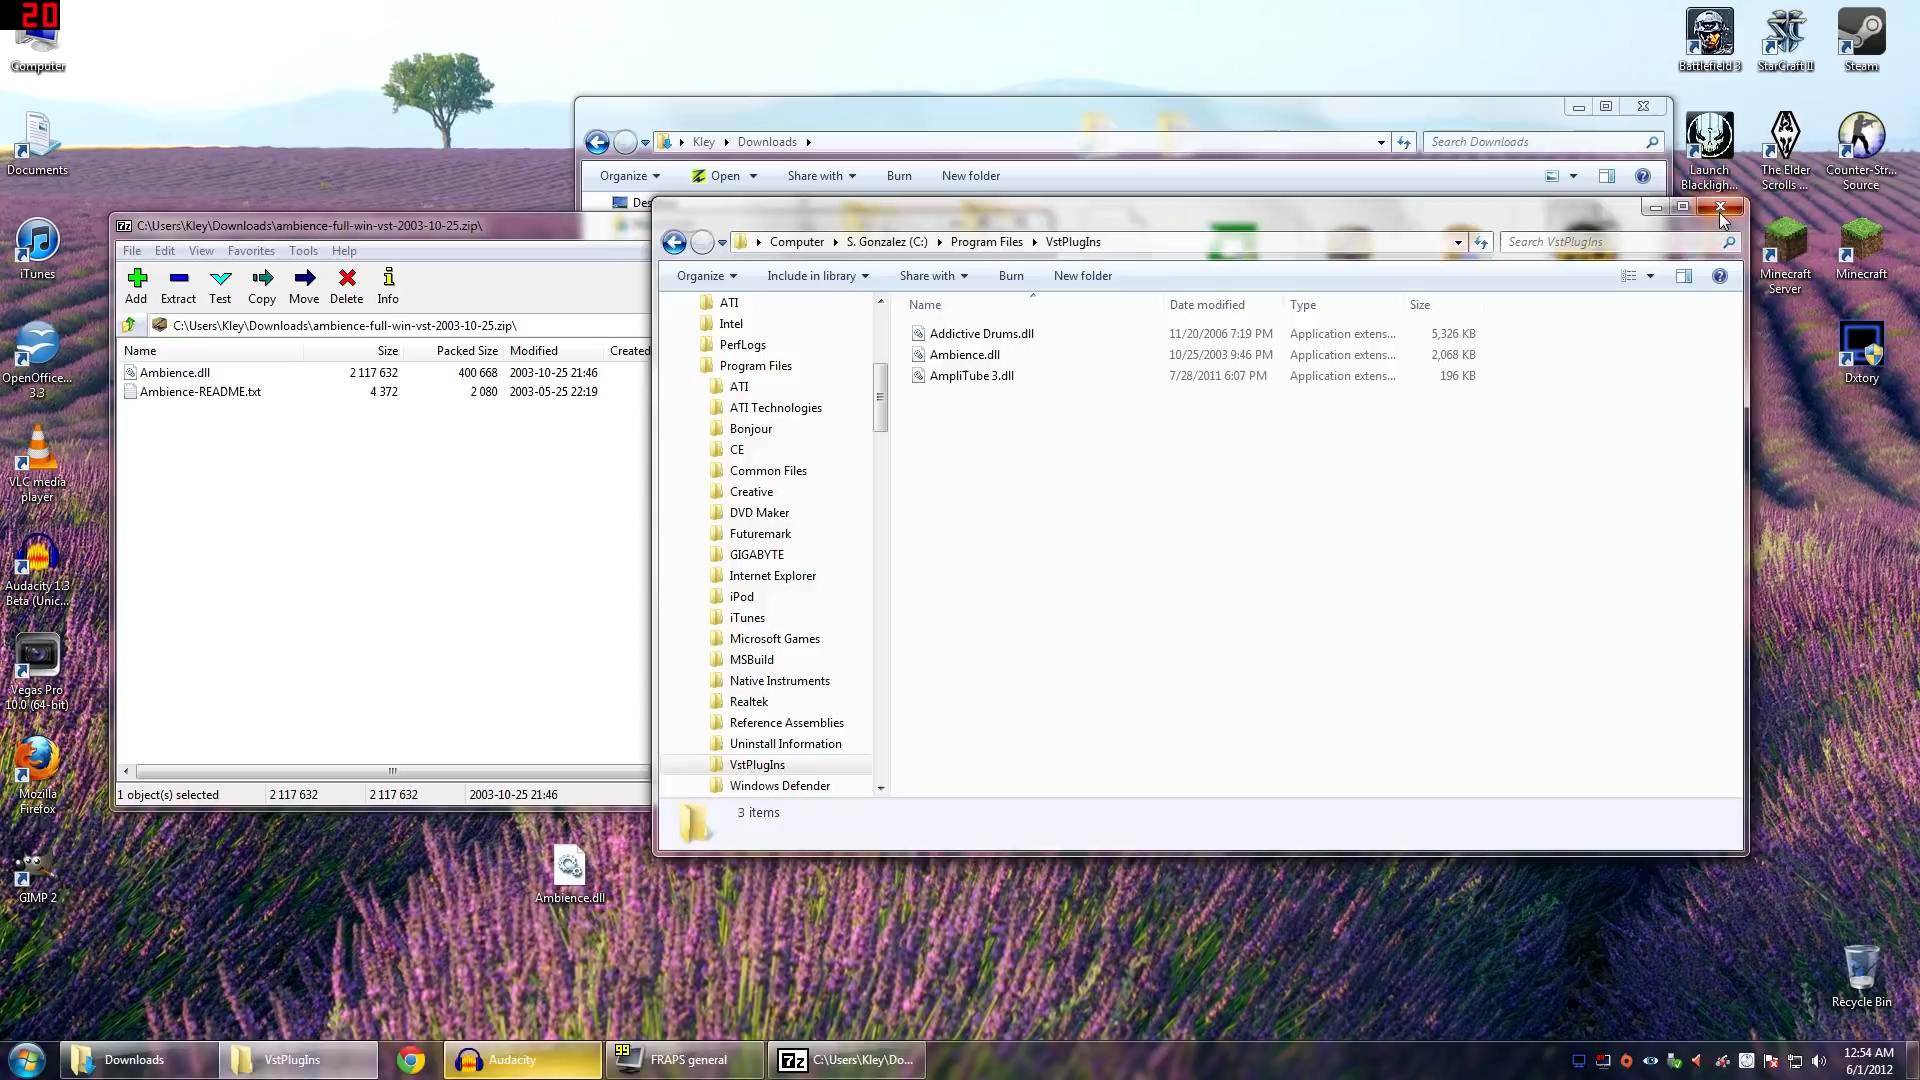 20
Computer
Documents
iTunes
OpenOffice... 3.3
VLC media player
Audacity 1.3 Beta (Unic...
Vegas Pro 10.0 (64-bit)
Mozilla Firefox
GIMP 2
Battlefield 3
StarCraft II
Steam
Launch Blackligh...
The Elder Scrolls ...
Counter-Str... Source
Minecraft Server
Minecraft
Dxtory
Recycle Bin
Kley Downloads
Search Downloads
Organize Open Share with Burn New folder
C:\Users\Kley\Downloads\ambience-full-win-vst-2003-10-25.zip\
File Edit View Favorites Tools Help
Add Extract Test Copy Move Delete Info
C:\Users\Kley\Downloads\ambience-full-win-vst-2003-10-25.zip\
Name Size Packed Size Modified Created
Ambience.dll 2 117 632 400 668 2003-10-25 21:46
Ambience-README.txt 4 372 2 080 2003-05-25 22:19
1 object(s) selected 2 117 632 2 117 632 2003-10-25 21:46
Computer S. Gonzalez (C:) Program Files VstPlugIns
Search VstPlugIns
Organize Include in library Share with Burn New folder
ATI
Intel
PerfLogs
Program Files
ATI
ATI Technologies
Bonjour
CE
Common Files
Creative
DVD Maker
Futuremark
GIGABYTE
Internet Explorer
iPod
iTunes
Microsoft Games
MSBuild
Native Instruments
Realtek
Reference Assemblies
Uninstall Information
VstPlugIns
Windows Defender
Name Date modified Type Size
Addictive Drums.dll 11/20/2006 7:19 PM Application extens... 5,326 KB
Ambience.dll 10/25/2003 9:46 PM Application extens... 2,068 KB
AmpliTube 3.dll 7/28/2011 6:07 PM Application extens... 196 KB
3 items
Ambience.dll
Downloads
VstPlugIns
Audacity
99
FRAPS general
7z
C:\Users\Kley\Do...
12:54 AM
6/1/2012